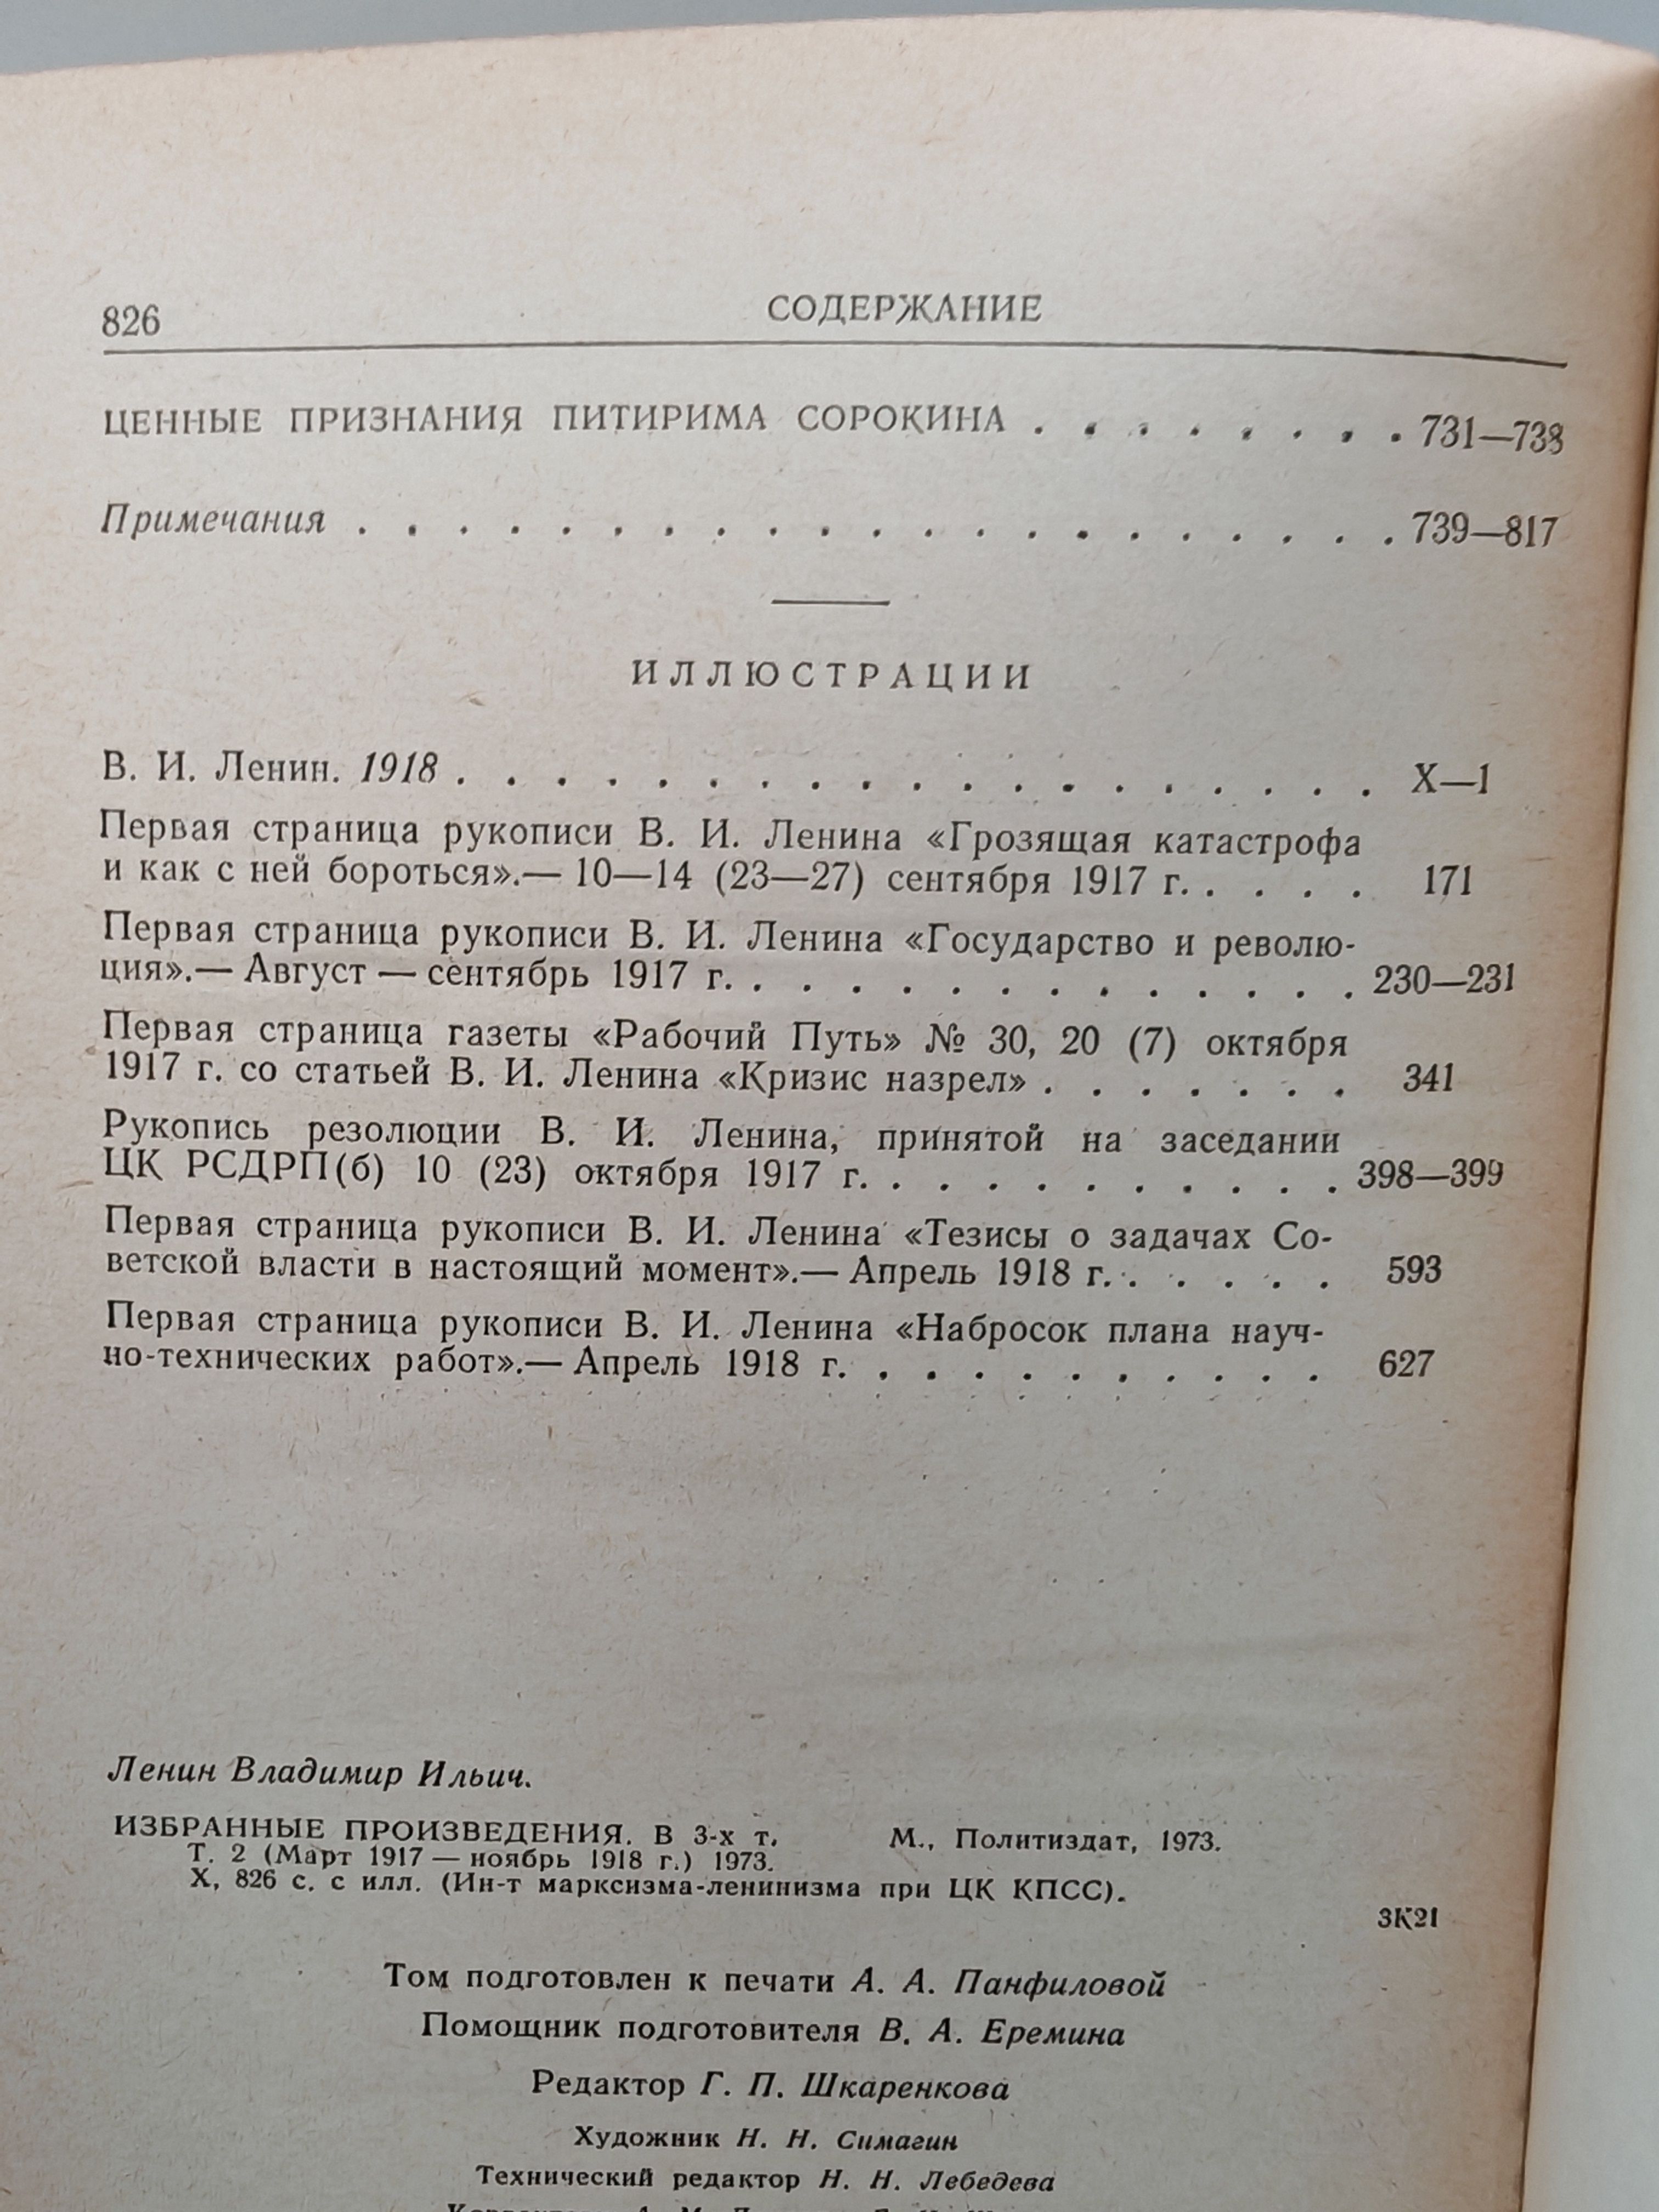 826 СОДЕРЖАНИЕ
ЦЕННЫЕ ПРИЗНАНИЯ ПИТИРИМА СОРОКИНА . . . . . . . . 731—738
Примечания . . . . . . . . . . . . . . . . . . . . . 739—817
ИЛЛЮСТРАЦИИ
В. И. Ленин. 1918 . . . . . . . . . . . . . . . . . . . X—1
Первая страница рукописи В. И. Ленина «Грозящая катастрофа
и как с ней бороться».— 10—14 (23—27) сентября 1917 г. . . . . 171
Первая страница рукописи В. И. Ленина «Государство и револю-
ция».— Август — сентябрь 1917 г. . . . . . . . . . . . . . 230—231
Первая страница газеты «Рабочий Путь» № 30, 20 (7) октября
1917 г. со статьей В. И. Ленина «Кризис назрел» . . . . . . . 341
Рукопись резолюции В. И. Ленина, принятой на заседании
ЦК РСДРП(б) 10 (23) октября 1917 г. . . . . . . . . . . 398—399
Первая страница рукописи В. И. Ленина «Тезисы о задачах Со-
ветской власти в настоящий момент».— Апрель 1918 г. . . . . . 593
Первая страница рукописи В. И. Ленина «Набросок плана науч-
но-технических работ».— Апрель 1918 г. . . . . . . . . . . 627
Ленин Владимир Ильич.
ИЗБРАННЫЕ ПРОИЗВЕДЕНИЯ. В 3-х т. М., Политиздат, 1973.
Т. 2 (Март 1917 — ноябрь 1918 г.) 1973.
X, 826 с. с илл. (Ин-т марксизма-ленинизма при ЦК КПСС).
3К21
Том подготовлен к печати А. А. Панфиловой
Помощник подготовителя В. А. Еремина
Редактор Г. П. Шкаренкова
Художник Н. Н. Симагин
Технический редактор Н. Н. Лебедева